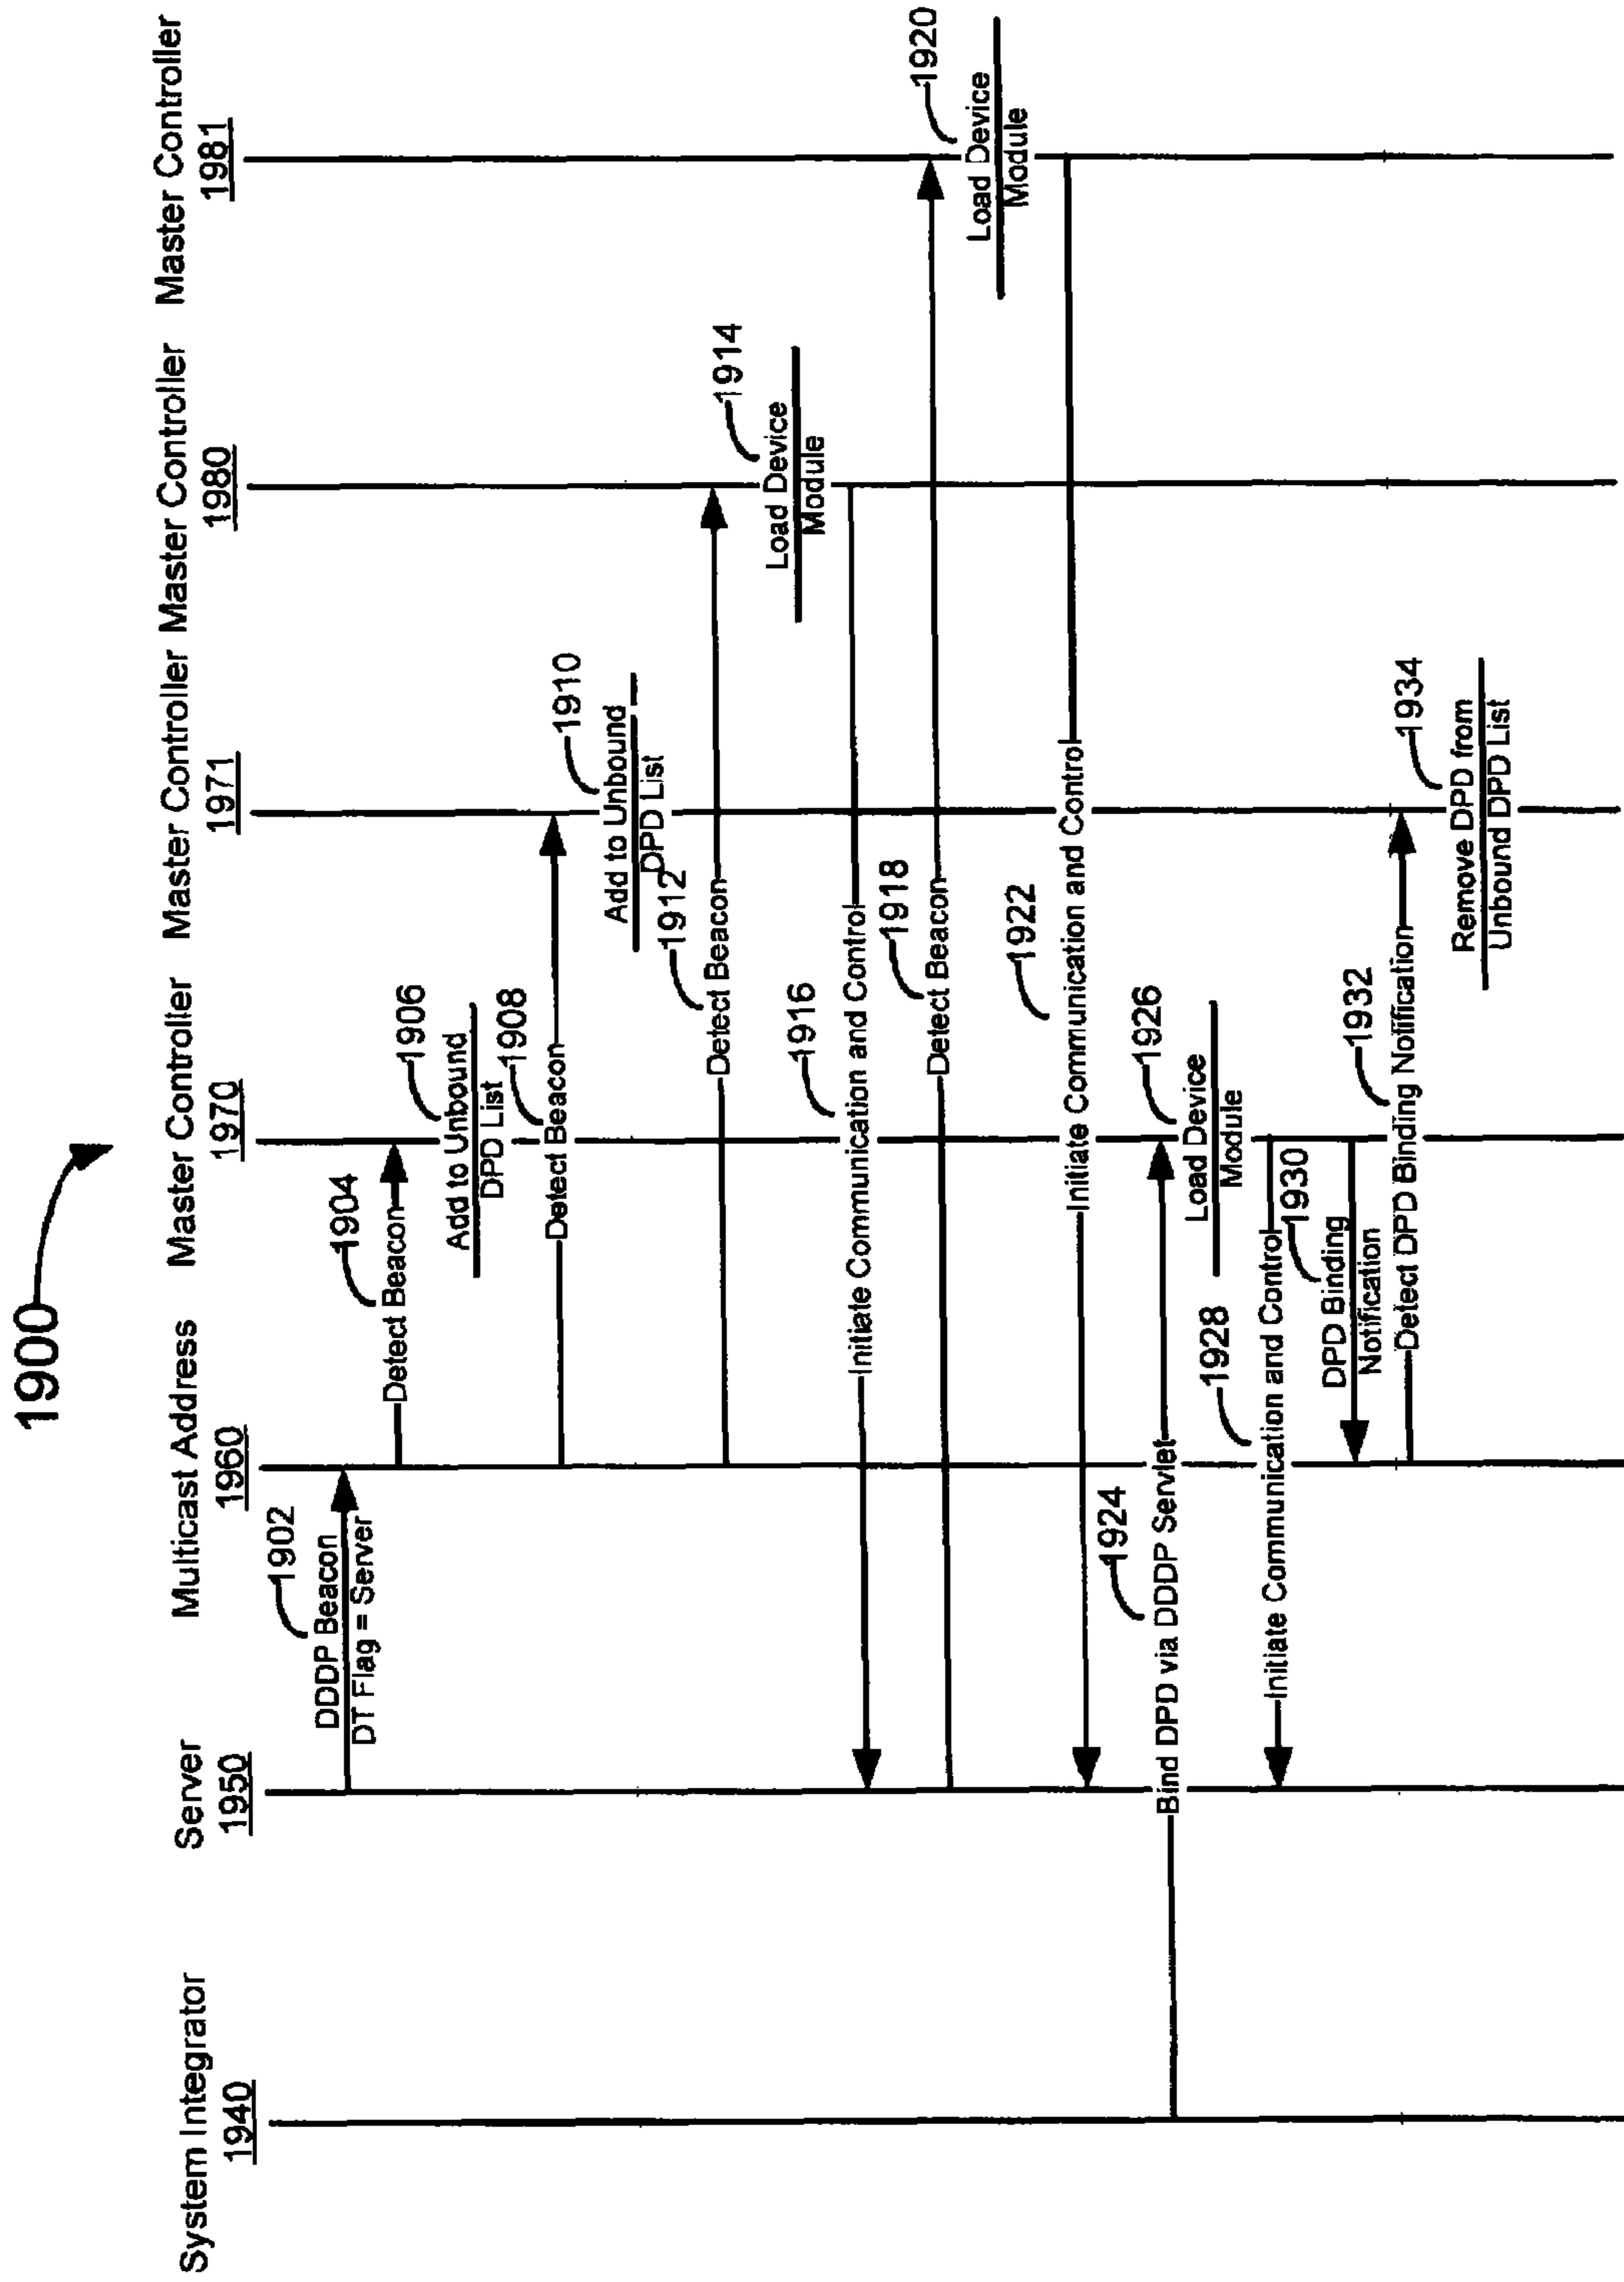 1900
System Integrator
1940
Server
1950
Multicast Address
1960
Master Controller
1970
Master Controller
1971
Master Controller
1980
Master Controller
1981
1902
DDDP Beacon
DT Flag = Server
1904
Detect Beacon
1906
Add to Unbound
DPD List
1908
Detect Beacon
1910
Add to Unbound
DPD List
1912
Detect Beacon
1914
Load Device
Module
1916
Initiate Communication and Control
1918
Detect Beacon
1920
Load Device
Module
1922
Initiate Communication and Control
1924
Bind DPD via DDDP Servlet
1926
Load Device
Module
1928
Initiate Communication and Control
1930
DPD Binding
Notification
1932
Detect DPD Binding Notification
1934
Remove DPD from
Unbound DPD List